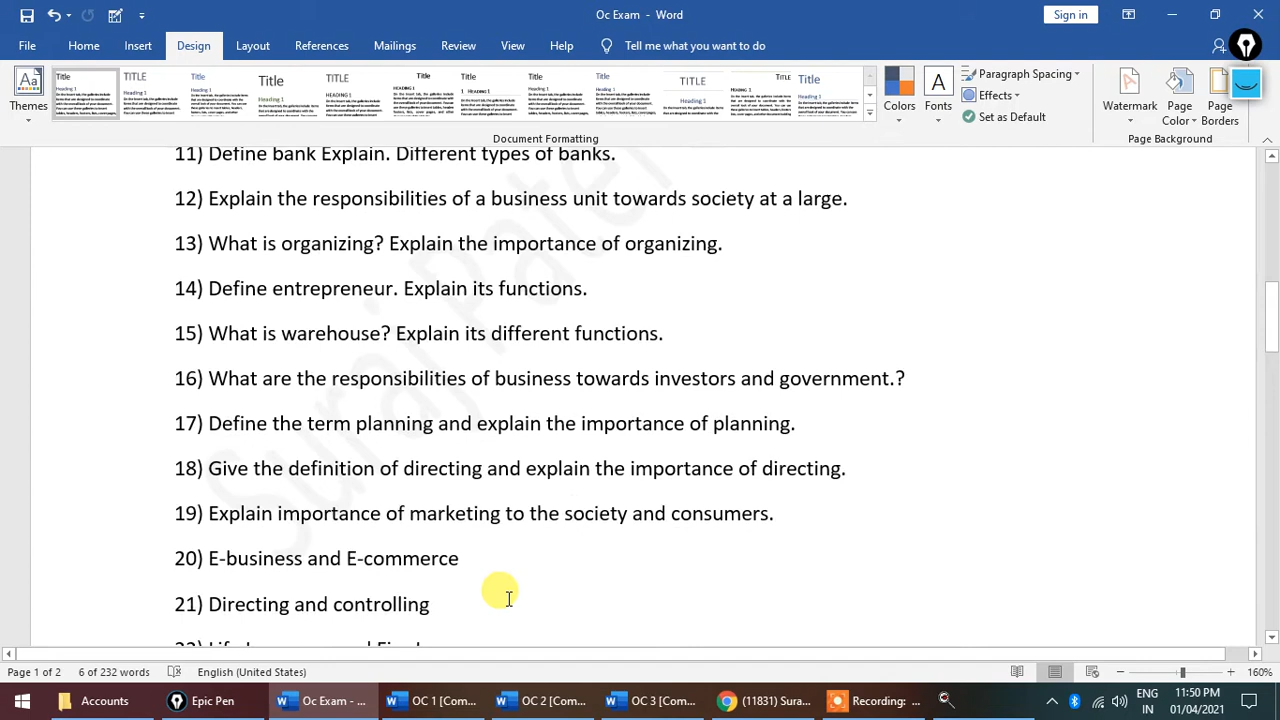 Oc Exam - Word
Sign in
File Home Insert Design Layout References Mailings Review View Help Tell me what you want to do
Themes
Colors
Fonts
Paragraph Spacing
Effects
Set as Default
Watermark
Page Color
Page Borders
Document Formatting
Page Background
11) Define bank Explain. Different types of banks.
12) Explain the responsibilities of a business unit towards society at a large.
13) What is organizing? Explain the importance of organizing.
14) Define entrepreneur. Explain its functions.
15) What is warehouse? Explain its different functions.
16) What are the responsibilities of business towards investors and government.?
17) Define the term planning and explain the importance of planning.
18) Give the definition of directing and explain the importance of directing.
19) Explain importance of marketing to the society and consumers.
20) E-business and E-commerce
21) Directing and controlling
Page 1 of 2 6 of 232 words English (United States) 160%
Accounts Epic Pen Oc Exam - ... OC 1 [Com... OC 2 [Com... OC 3 [Com... (11831) Sura... Recording: ...
ENG
IN
11:50 PM
01/04/2021